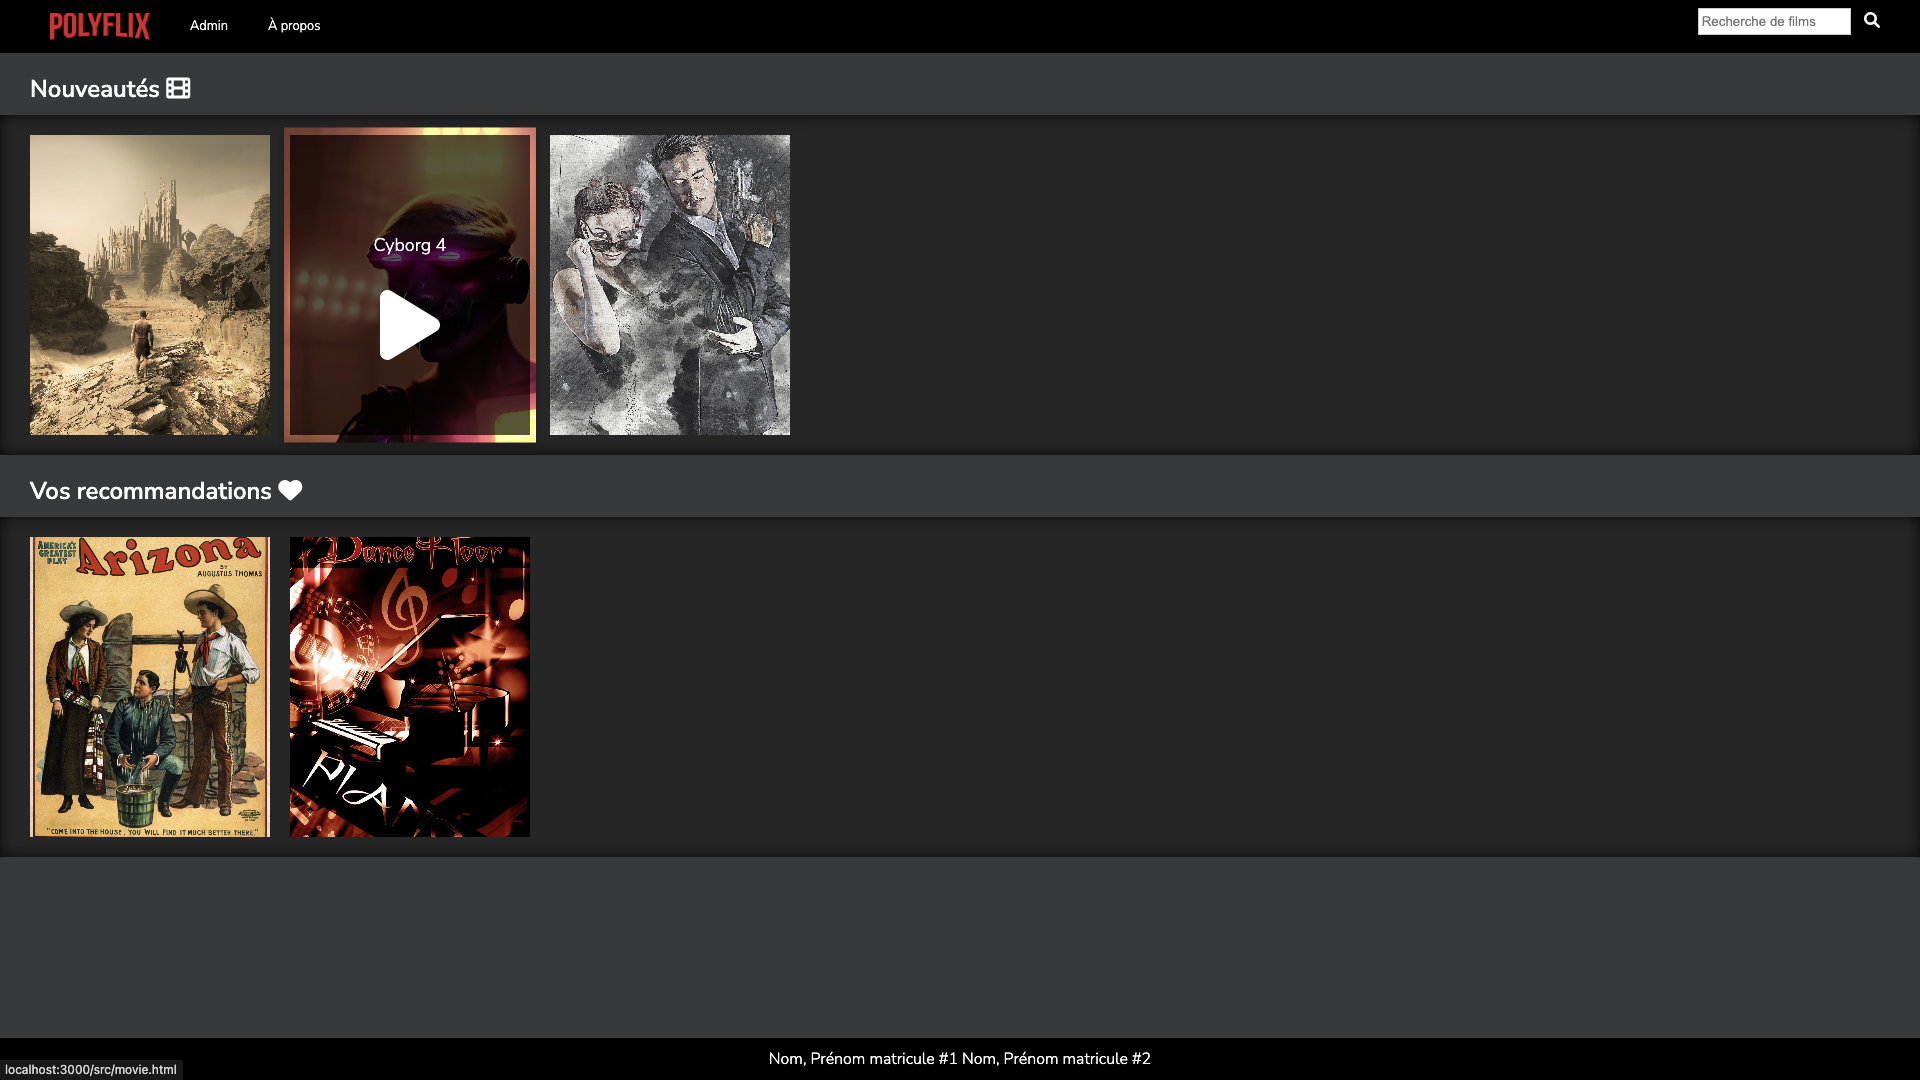 POLYFLIX
Admin
À propos
Recherche de films
Nouveautés
Cyborg 4
Vos recommandations
AMERICA'S
GREATEST
PLAY
Arizona
BY
AUGUSTUS THOMAS
"COME INTO THE HOUSE. YOU WILL FIND IT MUCH BETTER THERE."
Dance Floor
Nom, Prénom matricule #1 Nom, Prénom matricule #2
localhost:3000/src/movie.html